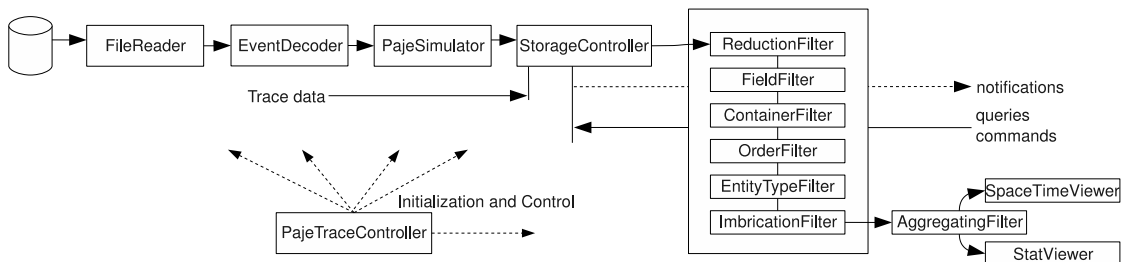 FileReader
EventDecoder
PajeSimulator
StorageController
ReductionFilter
FieldFilter
ContainerFilter
OrderFilter
EntityTypeFilter
ImbricationFilter
Trace data
notifications
queries
commands
Initialization and Control
PajeTraceController
AggregatingFilter
SpaceTimeViewer
StatViewer